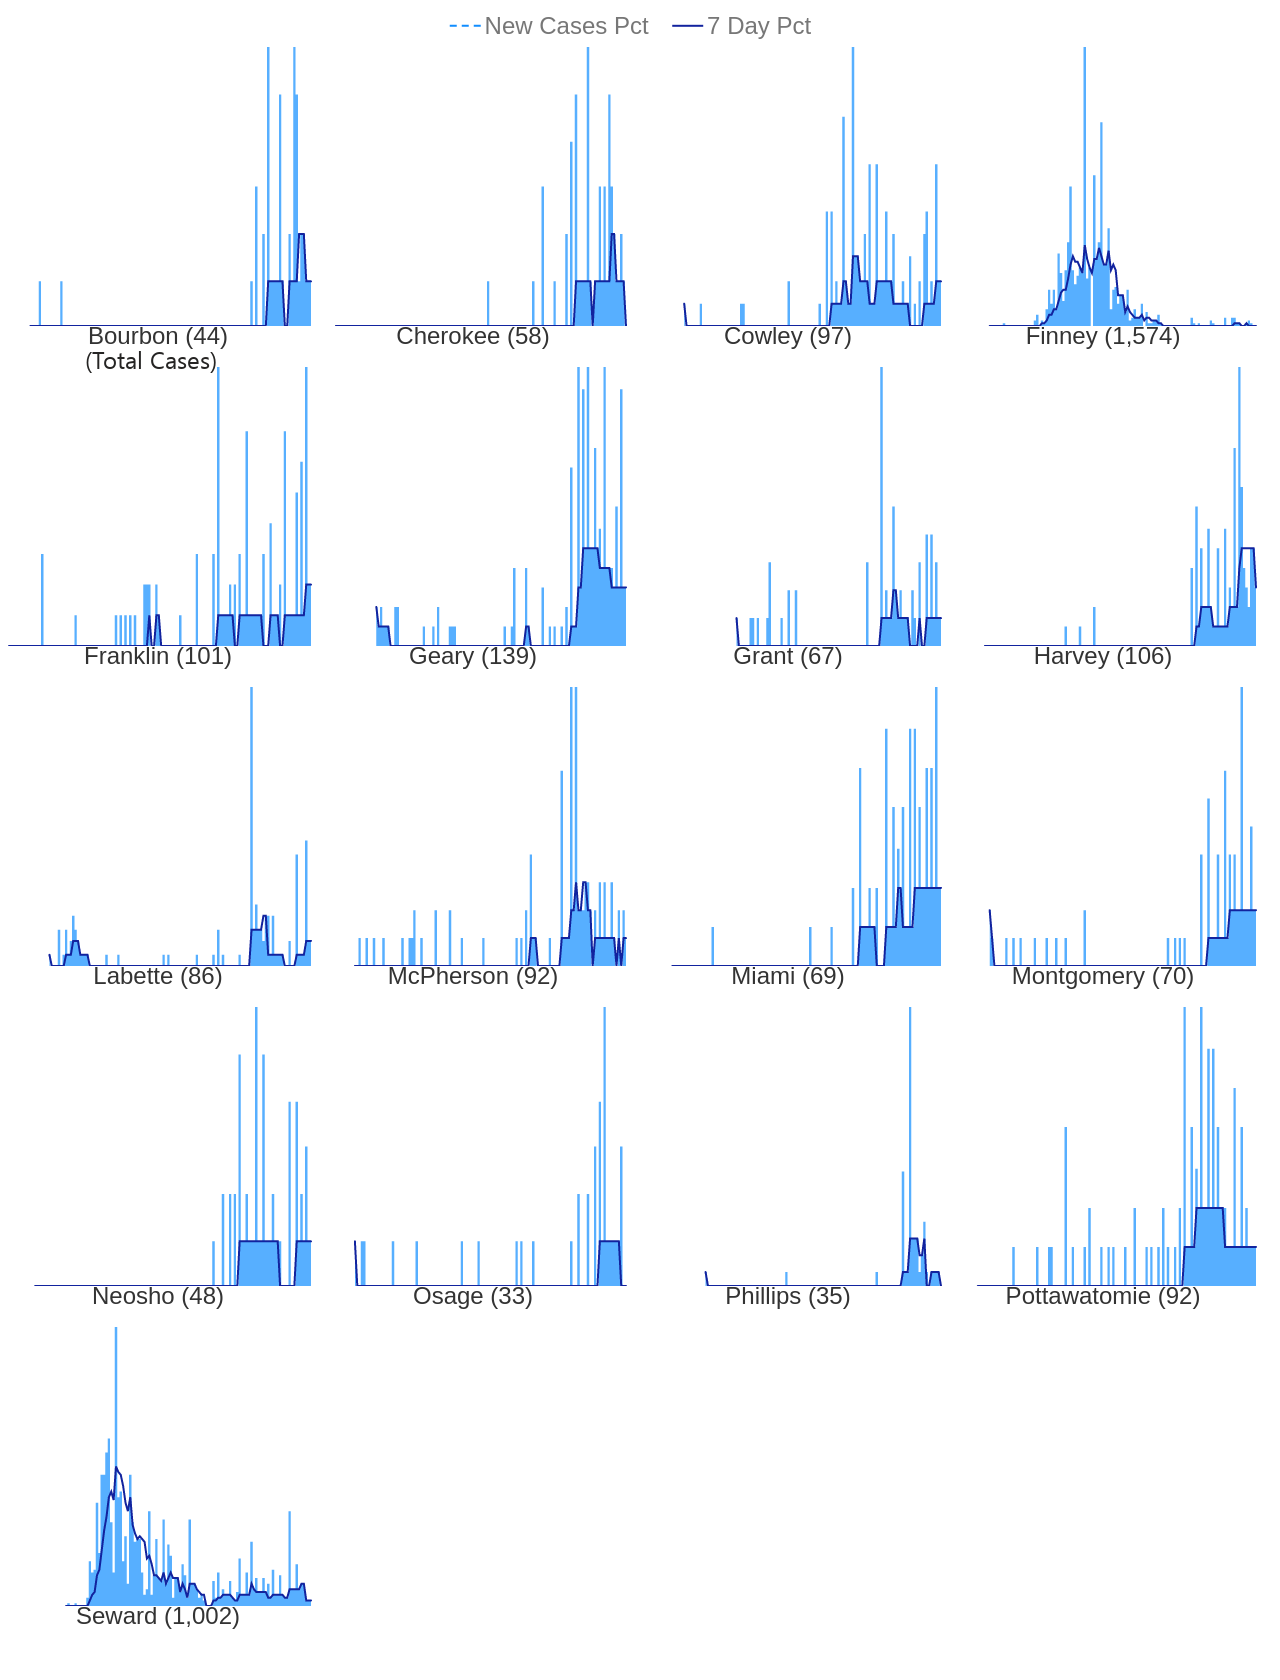 New Cases Pct 7 Day Pct
Bourbon (44) Cherokee (58) Cowley (97) Finney (1,574)
(Total Cases)
Franklin (101) Geary (139) Grant (67) Harvey (106)
Labette (86) McPherson (92) Miami (69) Montgomery (70)
Neosho (48) Osage (33) Phillips (35) Pottawatomie (92)
Seward (1,002)